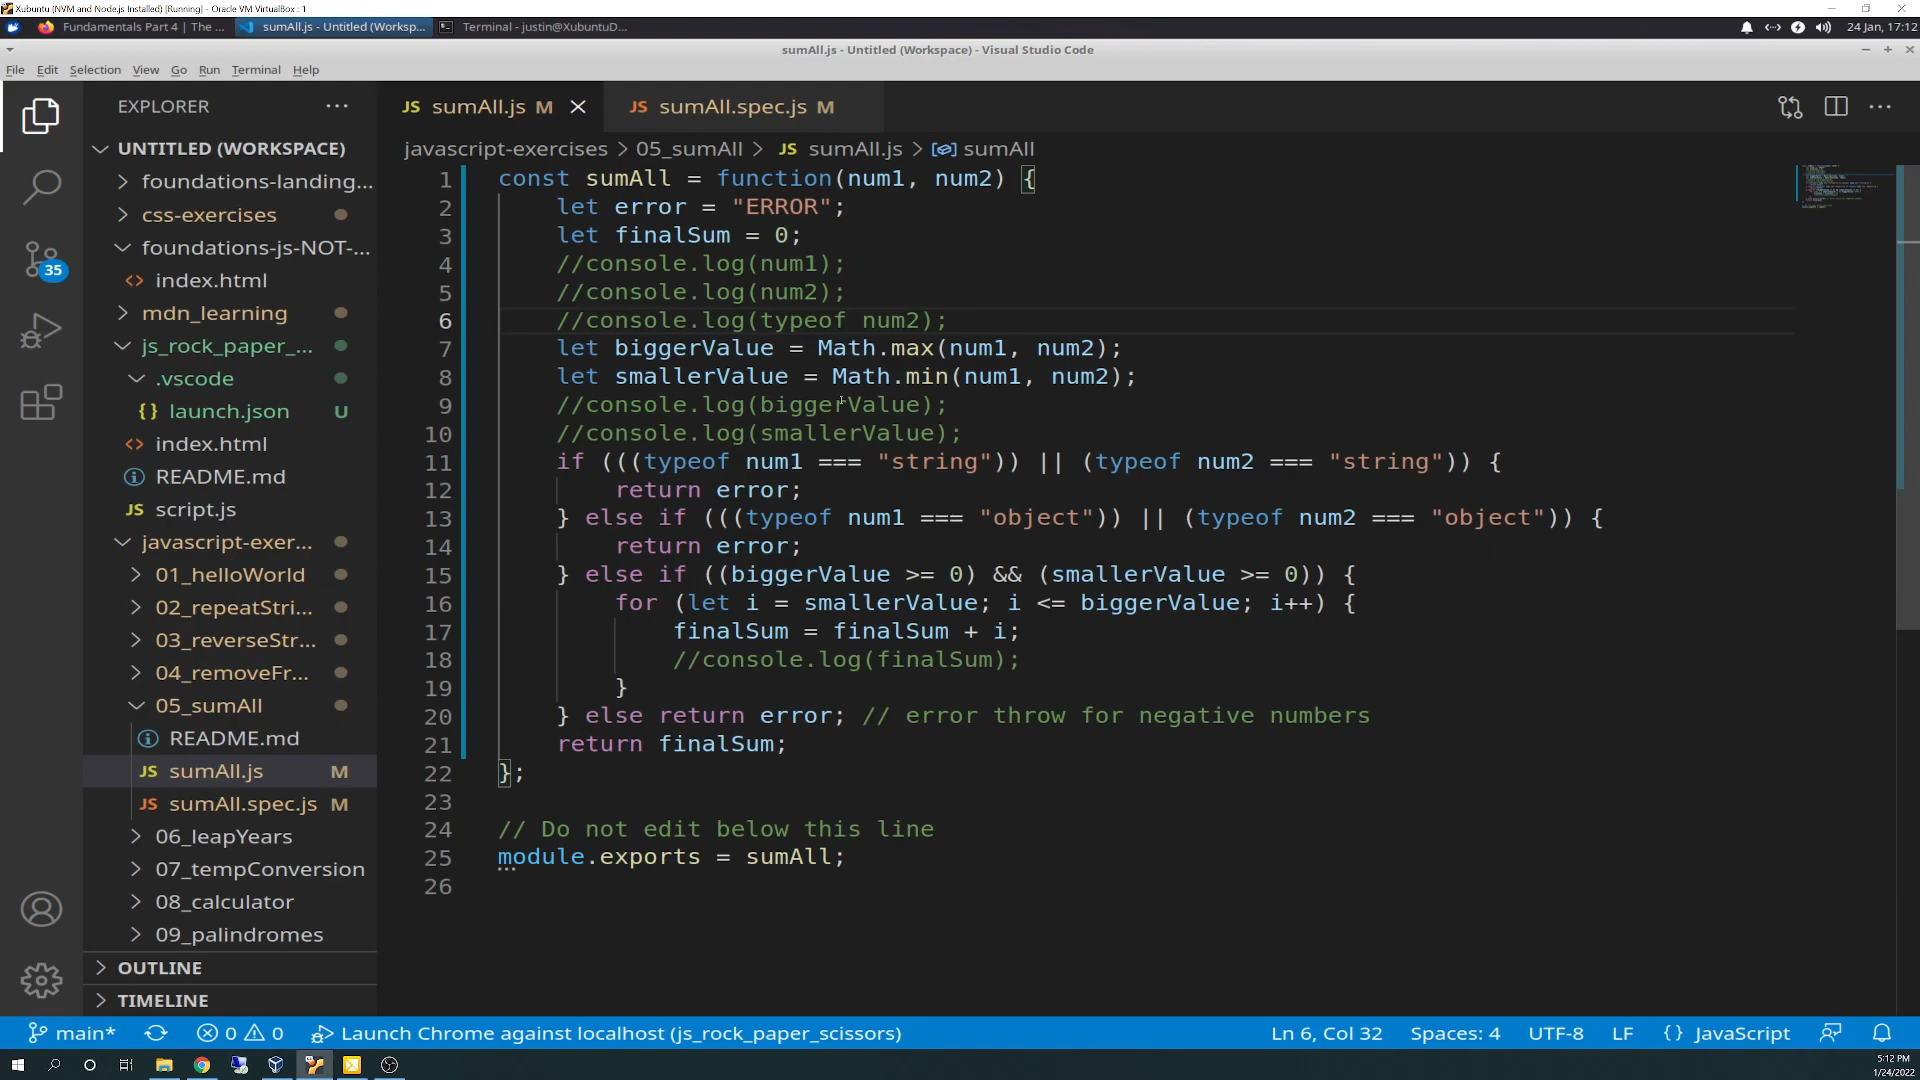 Xubuntu (NVM and Node.js Installed) [Running] - Oracle VM VirtualBox : 1
Fundamentals Part 4 | The ...
sumAll.js - Untitled (Worksp...
Terminal - justin@XubuntuD...
24 Jan, 17:12
sumAll.js - Untitled (Workspace) - Visual Studio Code
File Edit Selection View Go Run Terminal Help
EXPLORER
UNTITLED (WORKSPACE)
foundations-landing...
css-exercises
foundations-js-NOT-...
<> index.html
mdn_learning
js_rock_paper_...
.vscode
{} launch.json U
<> index.html
README.md
JS script.js
javascript-exer...
01_helloWorld
02_repeatStri...
03_reverseStr...
04_removeFr...
05_sumAll
README.md
JS sumAll.js M
JS sumAll.spec.js M
06_leapYears
07_tempConversion
08_calculator
09_palindromes
OUTLINE
TIMELINE
35
JS sumAll.js M
JS sumAll.spec.js M
javascript-exercises > 05_sumAll > JS sumAll.js > sumAll
1 const sumAll = function(num1, num2) {
2 let error = "ERROR";
3 let finalSum = 0;
4 //console.log(num1);
5 //console.log(num2);
6 //console.log(typeof num2);
7 let biggerValue = Math.max(num1, num2);
8 let smallerValue = Math.min(num1, num2);
9 //console.log(biggerValue);
10 //console.log(smallerValue);
11 if (((typeof num1 === "string")) || (typeof num2 === "string")) {
12 return error;
13 } else if (((typeof num1 === "object")) || (typeof num2 === "object")) {
14 return error;
15 } else if ((biggerValue >= 0) && (smallerValue >= 0)) {
16 for (let i = smallerValue; i <= biggerValue; i++) {
17 finalSum = finalSum + i;
18 //console.log(finalSum);
19 }
20 } else return error; // error throw for negative numbers
21 return finalSum;
22 };
23
24 // Do not edit below this line
25 module.exports = sumAll;
26
main* 0 0 Launch Chrome against localhost (js_rock_paper_scissors)
Ln 6, Col 32 Spaces: 4 UTF-8 LF {} JavaScript
5:12 PM
1/24/2022